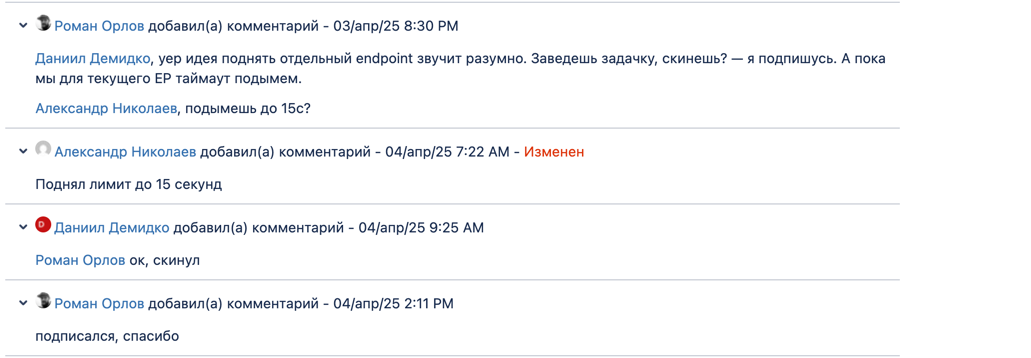 Роман Орлов добавил(а) комментарий - 03/апр/25 8:30 PM
Даниил Демидко, уер идея поднять отдельный endpoint звучит разумно. Заведешь задачку, скинешь? — я подпишусь. А пока
мы для текущего EP таймаут подымем.
Александр Николаев, подымешь до 15с?
Александр Николаев добавил(а) комментарий - 04/апр/25 7:22 AM - Изменен
Поднял лимит до 15 секунд
D
Даниил Демидко добавил(а) комментарий - 04/апр/25 9:25 AM
Роман Орлов ок, скинул
Роман Орлов добавил(а) комментарий - 04/апр/25 2:11 PM
подписался, спасибо